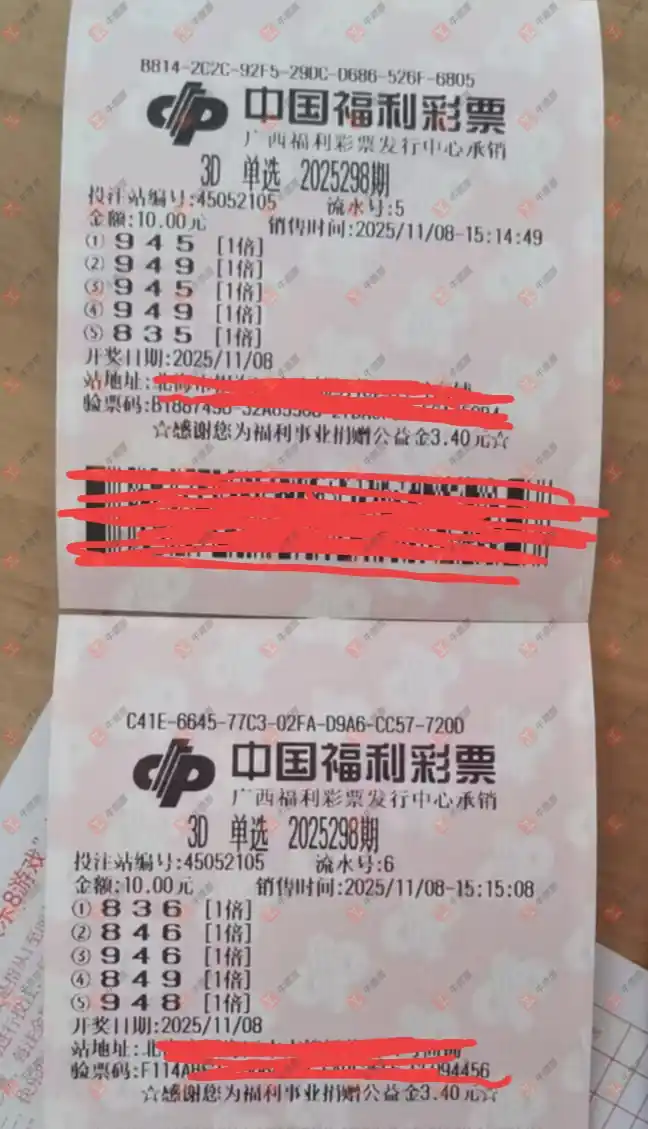 B814-2C2C-92F5-29DC-D686-526F-6805
中国福利彩票
广西福利彩票发行中心承销
3D 单选 2025298期
投注站编号:45052105 流水号:5
金额:10.00元 销售时间:2025/11/08-15:14:49
① 9 4 5 [1倍]
② 9 4 9 [1倍]
③ 9 4 5 [1倍]
④ 9 4 9 [1倍]
⑤ 8 3 5 [1倍]
开奖日期:2025/11/08
站地址:
验票码:
☆感谢您为福利事业捐赠公益金3.40元☆
C41E-6645-77C3-02FA-D9A6-CC57-720D
中国福利彩票
广西福利彩票发行中心承销
3D 单选 2025298期
投注站编号:45052105 流水号:6
金额:10.00元 销售时间:2025/11/08-15:15:08
① 8 3 6 [1倍]
② 8 4 6 [1倍]
③ 9 4 6 [1倍]
④ 8 4 9 [1倍]
⑤ 9 4 8 [1倍]
开奖日期:2025/11/08
站地址:
验票码:F114A 094456
☆感谢您为福利事业捐赠公益金3.40元☆
8游戏"